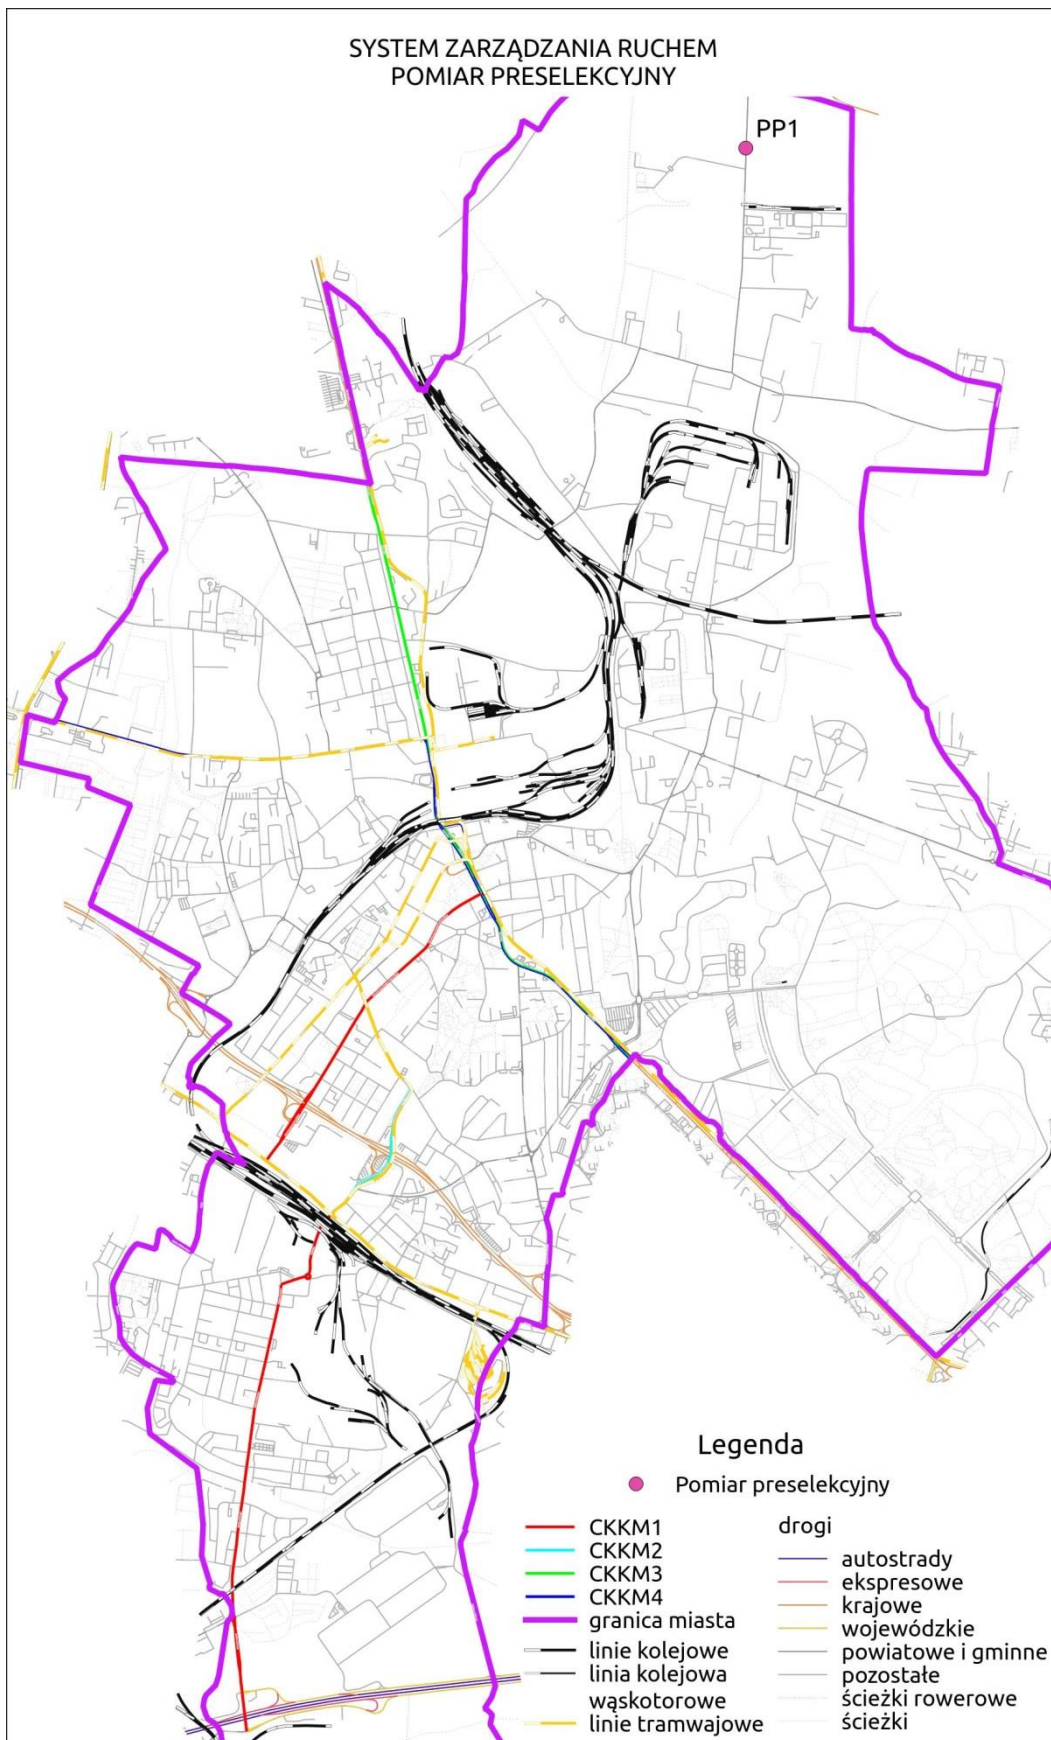 SYSTEM ZARZĄDZANIA RUCHEM
POMIAR PRESELEKCYJNY
PP1
Legenda
Pomiar preselekcyjny
CKKM1
CKKM2
CKKM3
CKKM4
granica miasta
linie kolejowe
linia kolejowa
wąskotorowe
linie tramwajowe
drogi
autostrady
ekspresowe
krajowe
wojewódzkie
powiatowe i gminne
pozostałe
ścieżki rowerowe
ścieżki